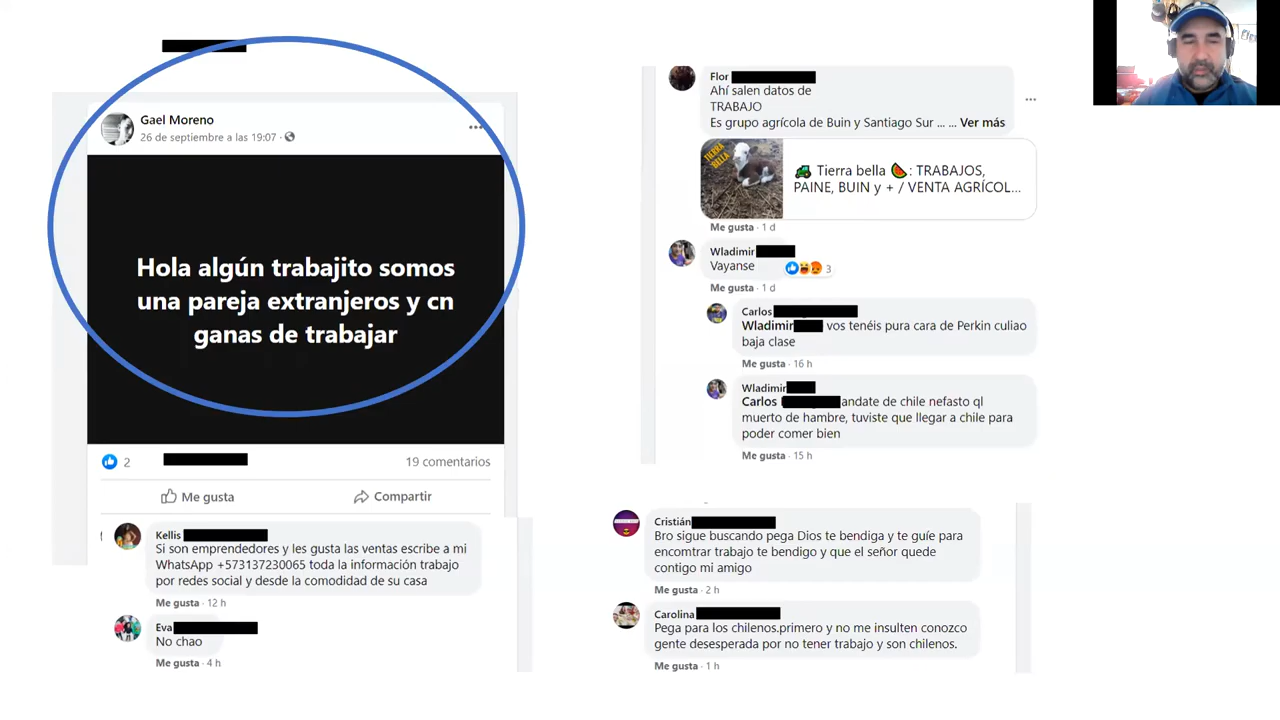 Gael Moreno
26 de septiembre a las 19:07
Hola algún trabajito somos
una pareja extranjeros y cn
ganas de trabajar
2
19 comentarios
Me gusta
Compartir
Kellis
Si son emprendedores y les gusta las ventas escribe a mi
WhatsApp +573137230065 toda la información trabajo
por redes social y desde la comodidad de su casa
Me gusta · 12 h
Eva
No chao
Me gusta · 4 h
Flor
Ahí salen datos de
TRABAJO
Es grupo agrícola de Buin y Santiago Sur ... ... Ver más
TIERRA
BELLA
Tierra bella : TRABAJOS,
PAINE, BUIN y + / VENTA AGRÍCOL...
Me gusta · 1 d
Wladimir
Vayanse
3
Me gusta · 1 d
Carlos
Wladimir vos tenéis pura cara de Perkin culiao
baja clase
Me gusta · 16 h
Wladimir
Carlos andate de chile nefasto ql
muerto de hambre, tuviste que llegar a chile para
poder comer bien
Me gusta · 15 h
Cristián
Bro sigue buscando pega Dios te bendiga y te guíe para
encomtrar trabajo te bendigo y que el señor quede
contigo mi amigo
Me gusta · 2 h
Carolina
Pega para los chilenos.primero y no me insulten conozco
gente desesperada por no tener trabajo y son chilenos.
Me gusta · 1 h